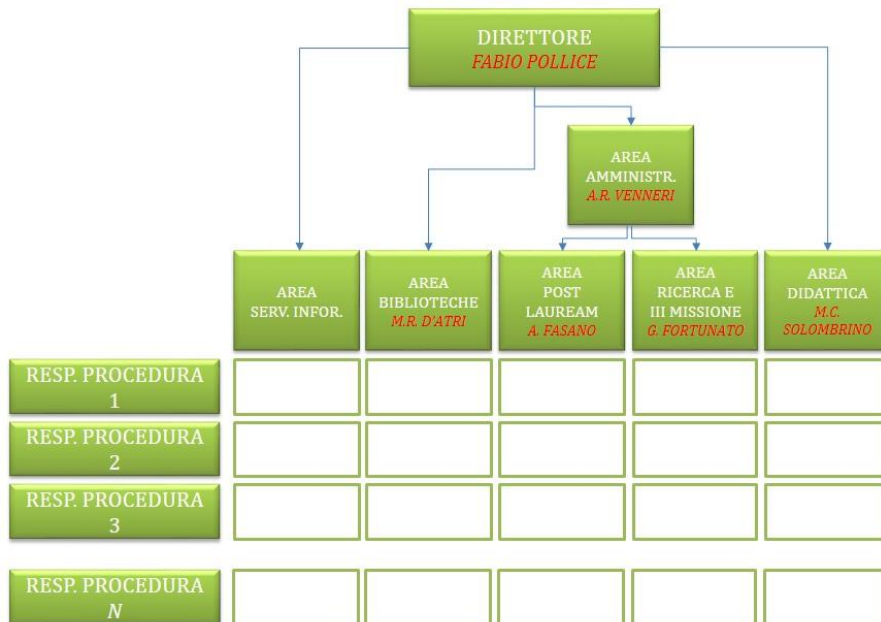 DIRETTORE
FABIO POLLICE
AREA
AMMINISTR.
A.R. VENNERI
AREA
SERV. INFOR.
AREA
BIBLIOTECHE
M.R. D'ATRI
AREA
POST
LAUREAM
A. FASANO
AREA
RICERCA E
III MISSIONE
G. FORTUNATO
AREA
DIDATTICA
M.C.
SOLOMBRINO
RESP. PROCEDURA
1
RESP. PROCEDURA
2
RESP. PROCEDURA
3
RESP. PROCEDURA
N